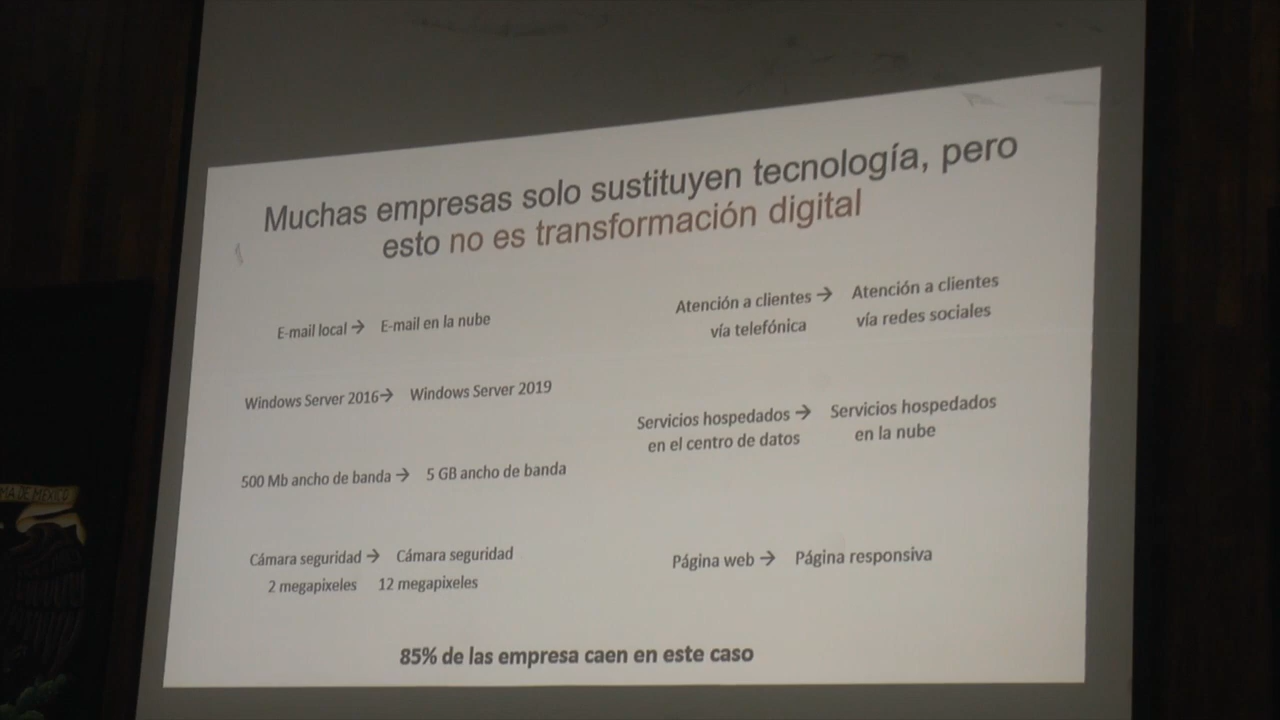 Muchas empresas solo sustituyen tecnología, pero
esto no es transformación digital
E-mail local → E-mail en la nube
Windows Server 2016→ Windows Server 2019
500 Mb ancho de banda → 5 GB ancho de banda
Cámara seguridad → Cámara seguridad
2 megapixeles 12 megapixeles
Atención a clientes → Atención a clientes
vía telefónica vía redes sociales
Servicios hospedados → Servicios hospedados
en el centro de datos en la nube
Página web → Página responsiva
85% de las empresa caen en este caso
MA DE MEXICO